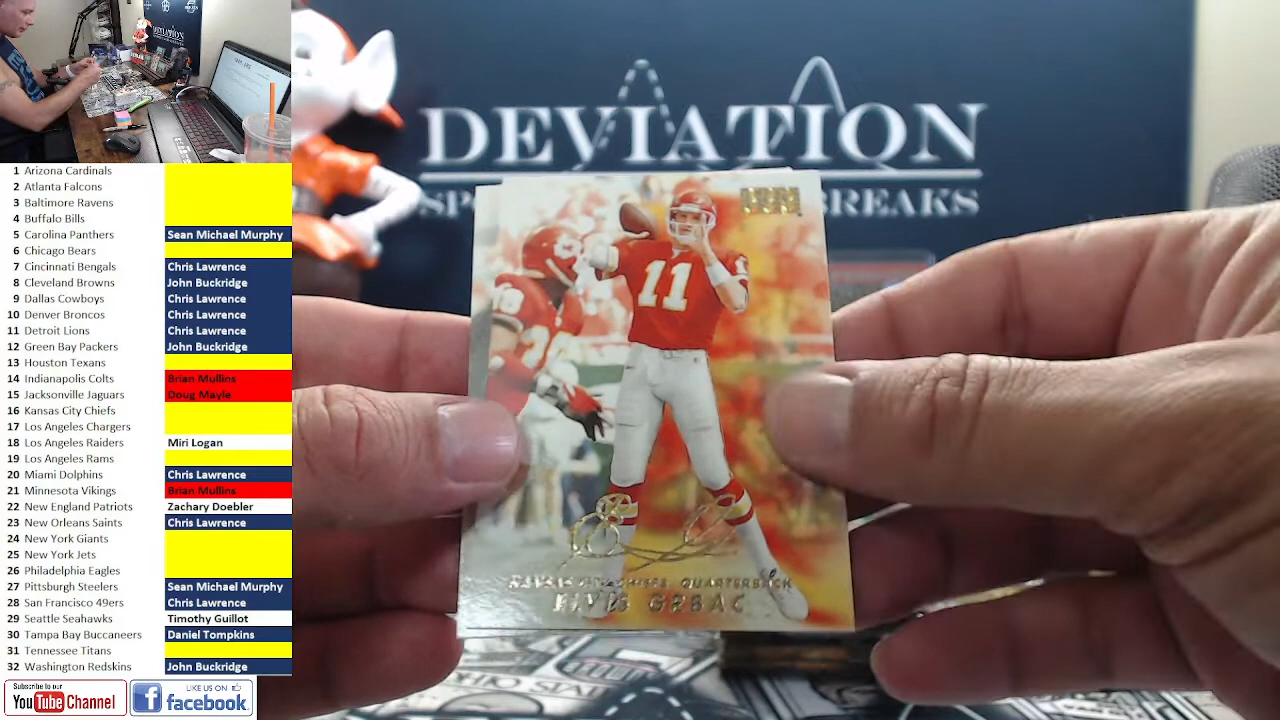 DEVIATION
BREAKS
11
KANSAS CITY CHIEFS QUARTERBACK
ELVIS GRBAC
1 Arizona Cardinals
2 Atlanta Falcons
3 Baltimore Ravens
4 Buffalo Bills
5 Carolina Panthers Sean Michael Murphy
6 Chicago Bears
7 Cincinnati Bengals Chris Lawrence
8 Cleveland Browns John Buckridge
9 Dallas Cowboys Chris Lawrence
10 Denver Broncos Chris Lawrence
11 Detroit Lions Chris Lawrence
12 Green Bay Packers John Buckridge
13 Houston Texans
14 Indianapolis Colts Brian Mullins
15 Jacksonville Jaguars Doug Mayle
16 Kansas City Chiefs
17 Los Angeles Chargers
18 Los Angeles Raiders Miri Logan
19 Los Angeles Rams
20 Miami Dolphins Chris Lawrence
21 Minnesota Vikings Brian Mullins
22 New England Patriots Zachary Doebler
23 New Orleans Saints Chris Lawrence
24 New York Giants
25 New York Jets
26 Philadelphia Eagles
27 Pittsburgh Steelers Sean Michael Murphy
28 San Francisco 49ers Chris Lawrence
29 Seattle Seahawks Timothy Guillot
30 Tampa Bay Buccaneers Daniel Tompkins
31 Tennessee Titans
32 Washington Redskins John Buckridge
Subscribe to our
YouTube Channel
LIKE US ON
facebook